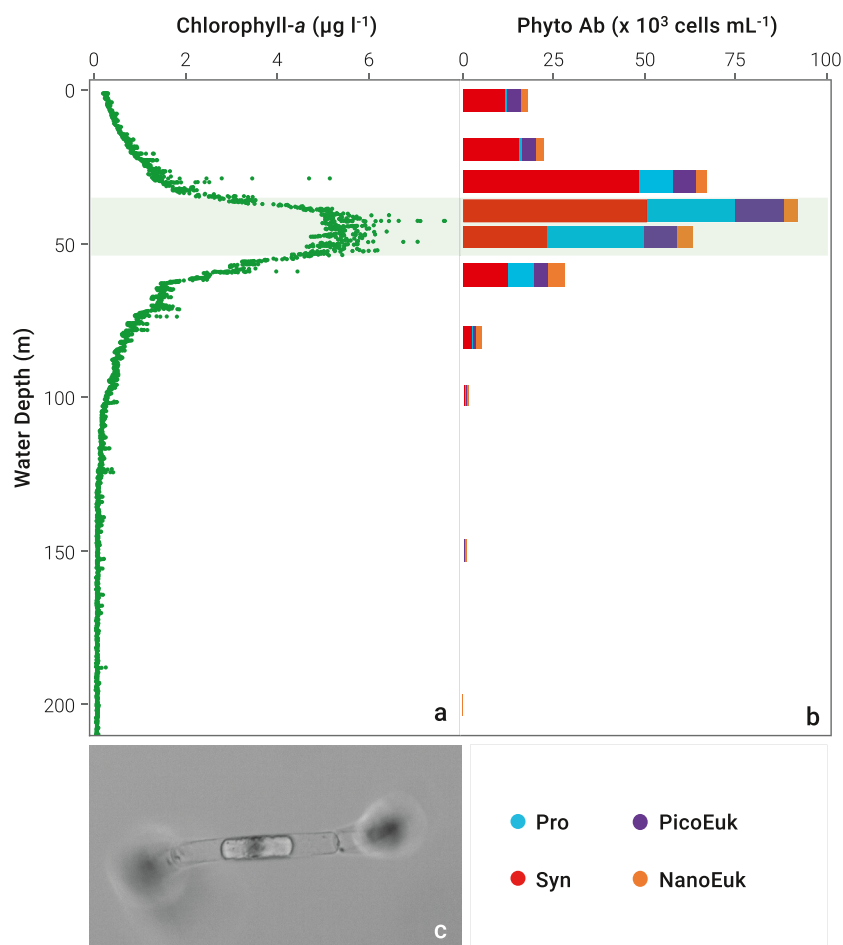 Chlorophyll-a (µg l⁻¹)
Phyto Ab (x 10³ cells mL⁻¹)
0 2 4 6
0 25 50 75 100
Water Depth (m)
0
50
100
150
200
a
b
c
Pro
PicoEuk
Syn
NanoEuk